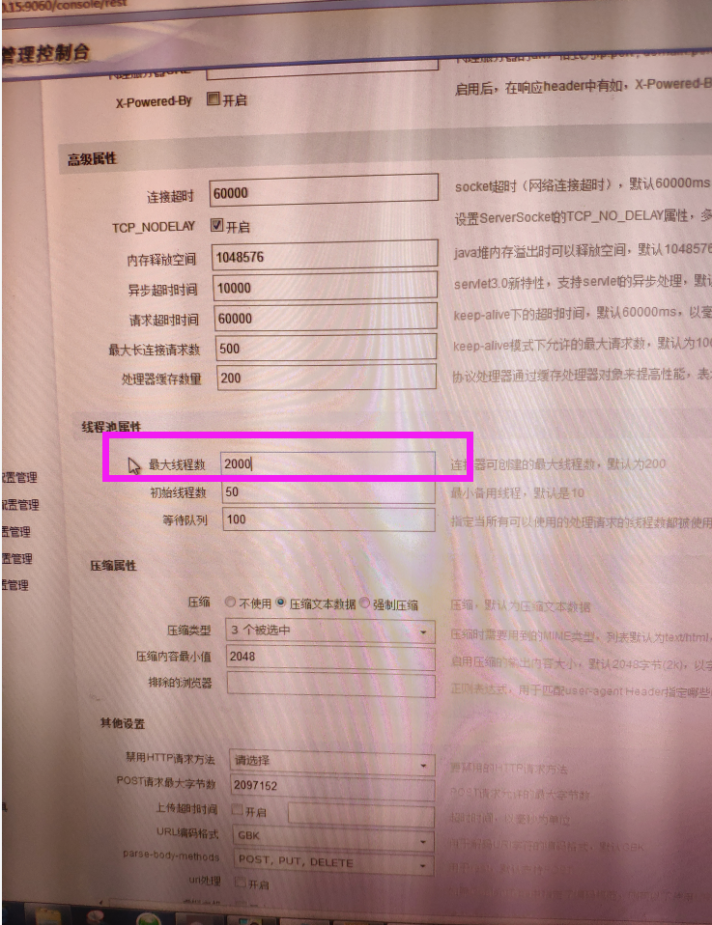 .15:9060/console/rest
管理控制台
X-Powered-By 开启 启用后，在响应header中有如，X-Powered-B
高级属性
连接超时 60000 socket超时（网络连接超时），默认60000ms
TCP_NODELAY 开启 设置ServerSocket的TCP_NO_DELAY属性，多
内存释放空间 1048576 java堆内存溢出时可以释放空间，默认1048576
异步超时时间 10000 servlet3.0新特性，支持servlet的异步处理，默认
请求超时时间 60000 keep-alive下的超时时间，默认60000ms，以毫
最大长连接请求数 500 keep-alive模式下允许的最大请求数，默认为100
处理器缓存数量 200 协议处理器通过缓存处理器对象来提高性能，表
线程池属性
最大线程数 2000 连接器可创建的最大线程数，默认为200
配置管理
初始线程数 50 最小备用线程，默认是10
配置管理
等待队列 100 指定当所有可以使用的处理请求的线程数都被使用
置管理
置管理
压缩属性
置管理
压缩 不使用 压缩文本数据 强制压缩 压缩，默认为压缩文本数据
压缩类型 3 个被选中 压缩时需要用到的MINE类型，列表默认为text/html,
压缩内容最小值 2048 启用压缩的输出内容大小，默认2048字节(2K)，以字
排除的浏览器 正则表达式，用于匹配user-agent Header指定哪些
其他设置
禁用HTTP请求方法 请选择 要禁用的HTTP请求方法
POST请求最大字节数 2097152 POST请求允许的最大字节数
上传超时时间 开启 超时时间，以毫秒为单位
URL编码格式 GBK
parse-body-methods POST, PUT, DELETE
url处理 开启